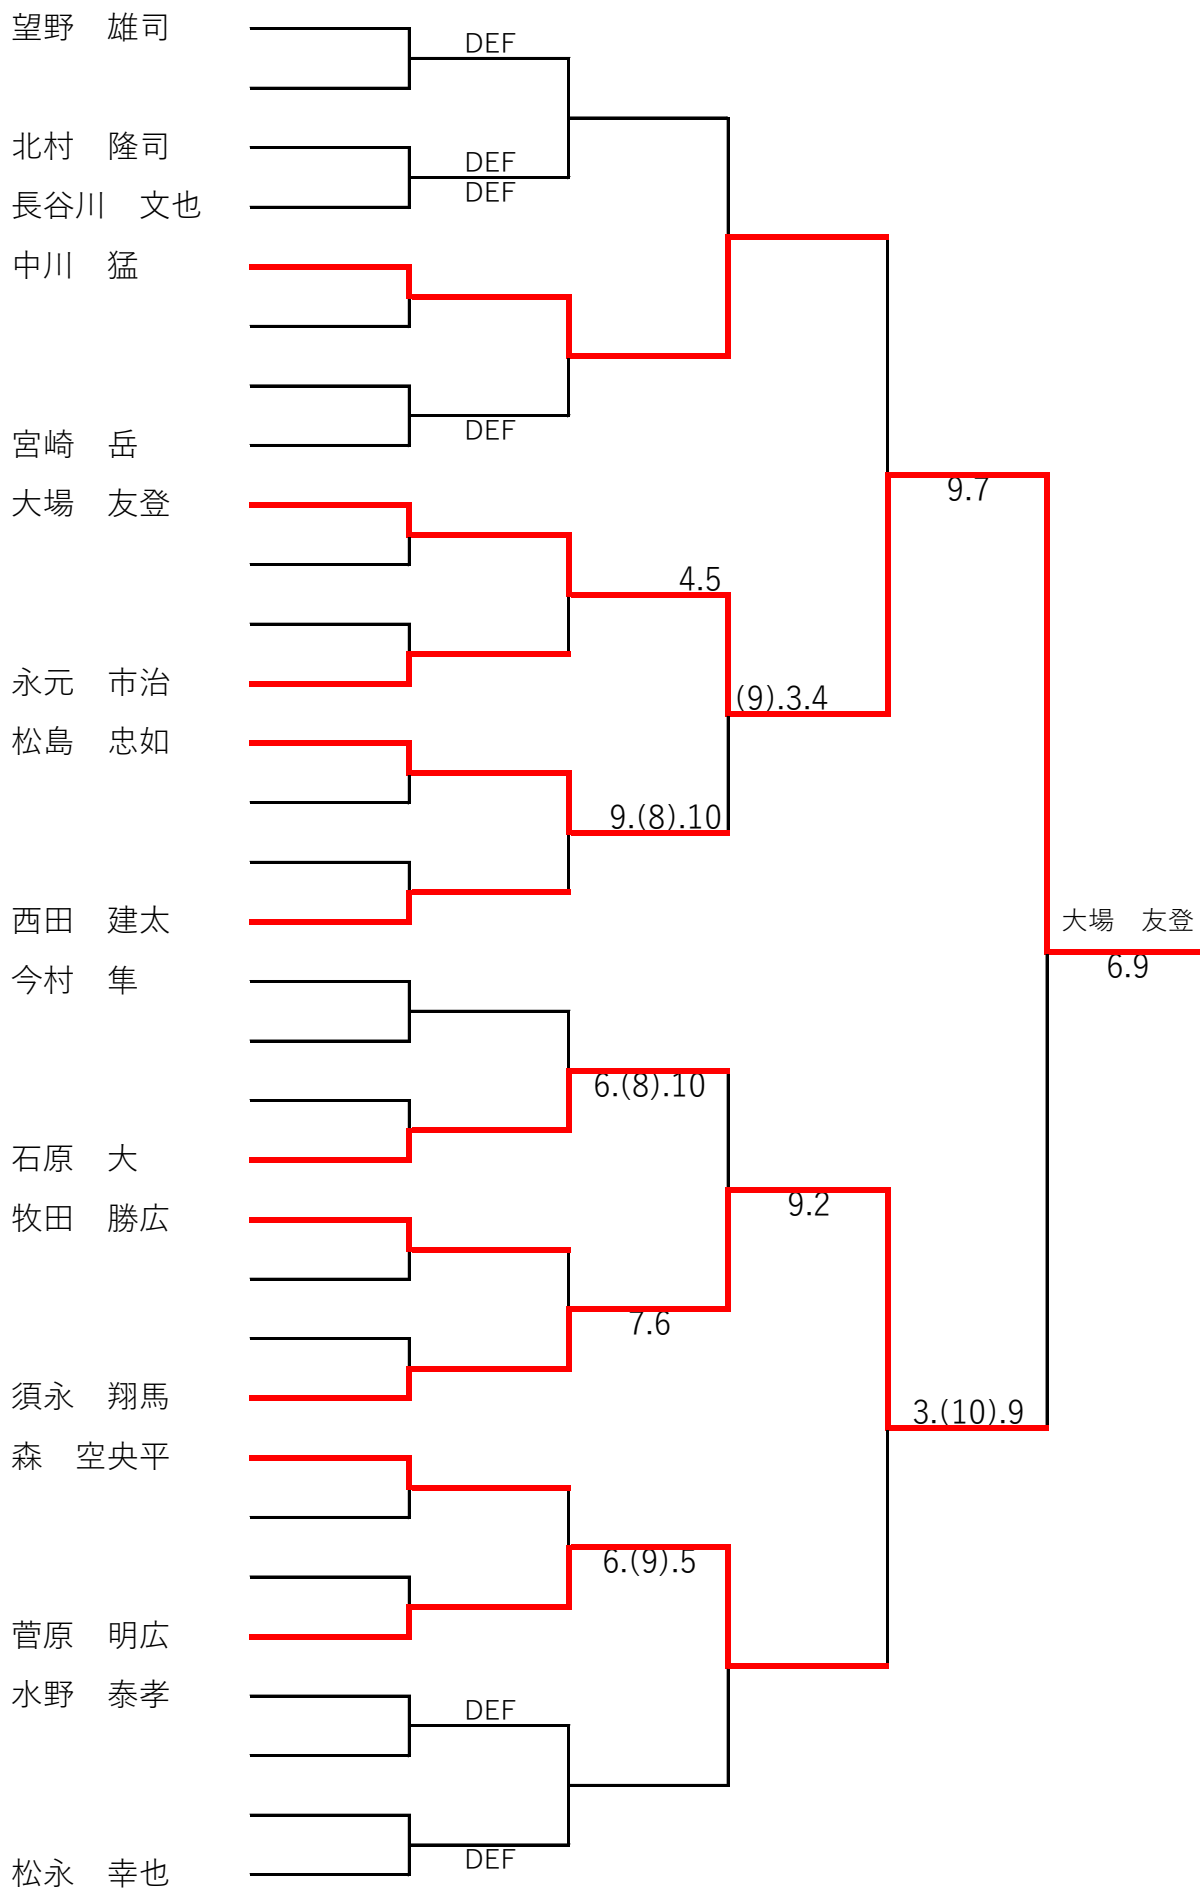 望野　雄司
DEF
北村　隆司
DEF
DEF
長谷川　文也
中川　猛
宮崎　岳
DEF
大場　友登
9.7
4.5
永元　市治
(9).3.4
松島　忠如
9.(8).10
西田　建太
大場　友登
6.9
今村　隼
6.(8).10
石原　大
牧田　勝広
9.2
7.6
須永　翔馬
3.(10).9
森　空央平
6.(9).5
菅原　明広
水野　泰孝
DEF
松永　幸也
DEF